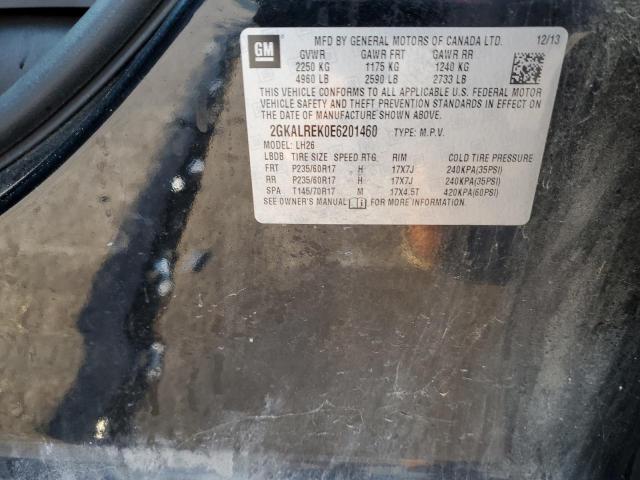 GM
MFD BY GENERAL MOTORS OF CANADA LTD. 12/13
GVWR GAWR FRT GAWR RR
2250 KG 1175 KG 1240 KG
4960 LB 2590 LB 2733 LB
THIS VEHICLE CONFORMS TO ALL APPLICABLE U.S. FEDERAL MOTOR
VEHICLE SAFETY AND THEFT PREVENTION STANDARDS IN EFFECT ON
THE DATE OF MANUFACTURE SHOWN ABOVE.
2GKALREK0E6201460 TYPE: M.P.V.
MODEL: LH26
LBDB TIRE SIZE SPEED RTG. RIM COLD TIRE PRESSURE
FRT P235/60R17 H 17X7J 240KPA(35PSI)
RR P235/60R17 H 17X7J 240KPA(35PSI)
SPA T145/70R17 M 17X4.5T 420KPA(60PSI)
SEE OWNER'S MANUAL FOR MORE INFORMATION.